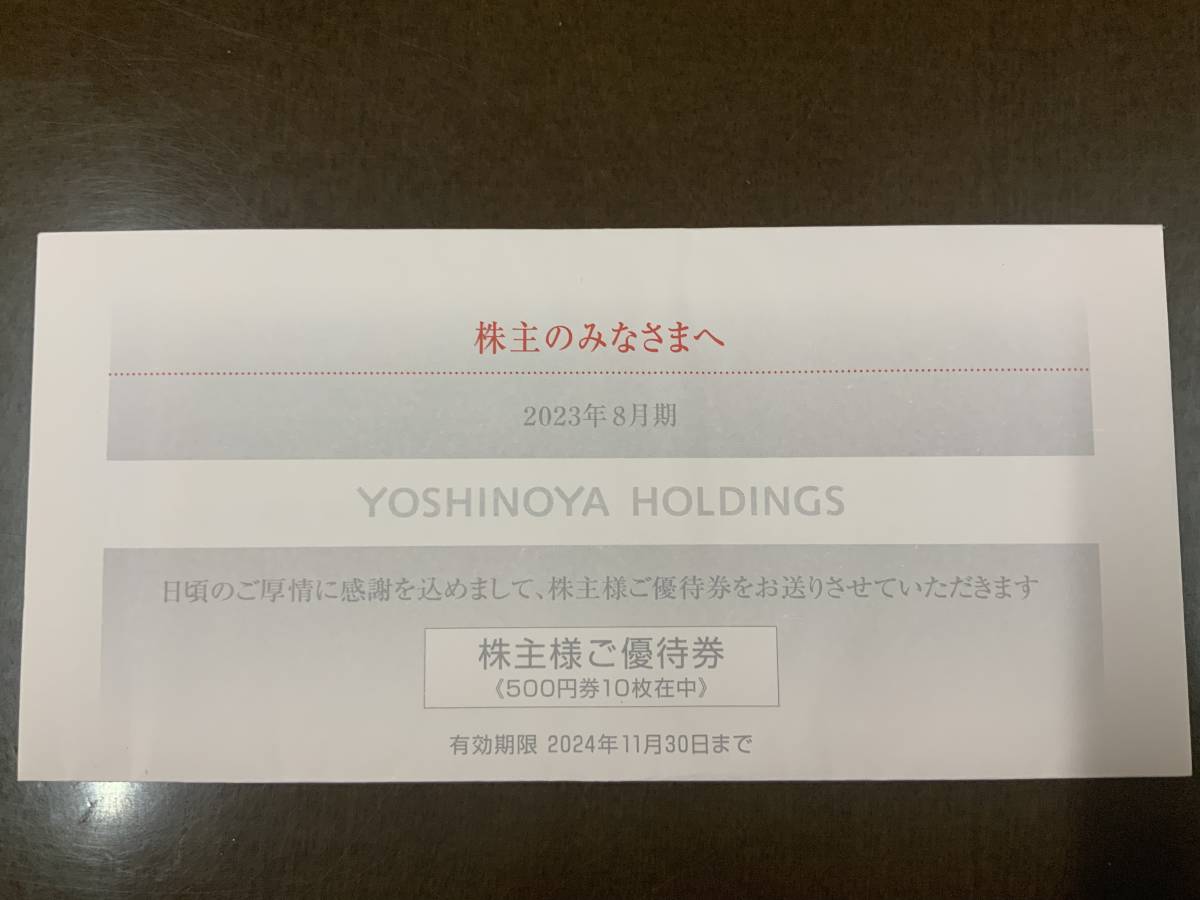 株主のみなさまへ
2023年8月期
YOSHINOYA HOLDINGS
日頃のご厚情に感謝を込めまして、株主様ご優待券をお送りさせていただきます
株主様ご優待券
《500円券10枚在中》
有効期限 2024年11月30日まで